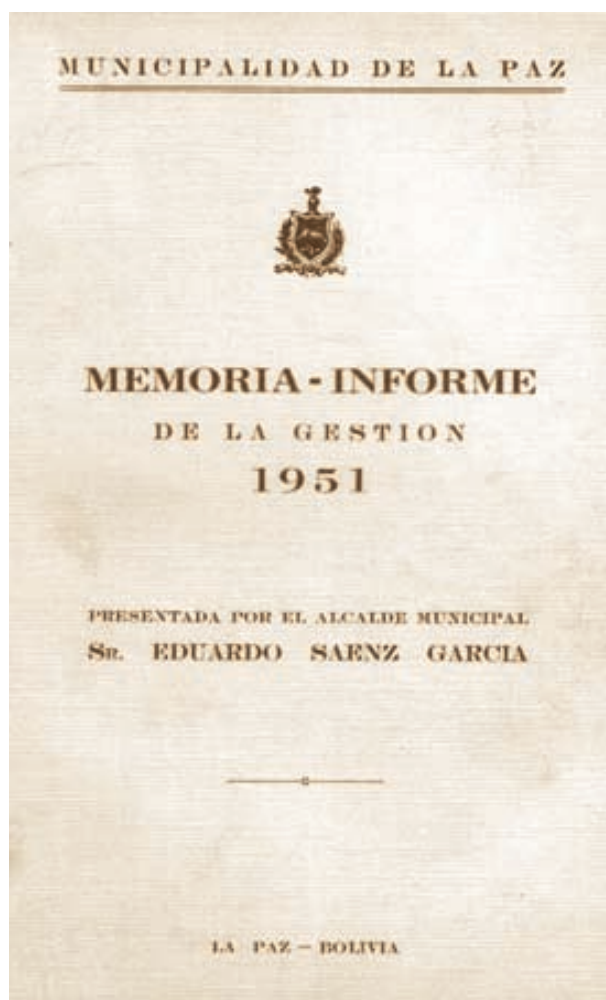 MUNICIPALIDAD DE LA PAZ
MEMORIA - INFORME
DE LA GESTION
1951
PRESENTADA POR EL ALCALDE MUNICIPAL
SR. EDUARDO SAENZ GARCIA
LA PAZ - BOLIVIA